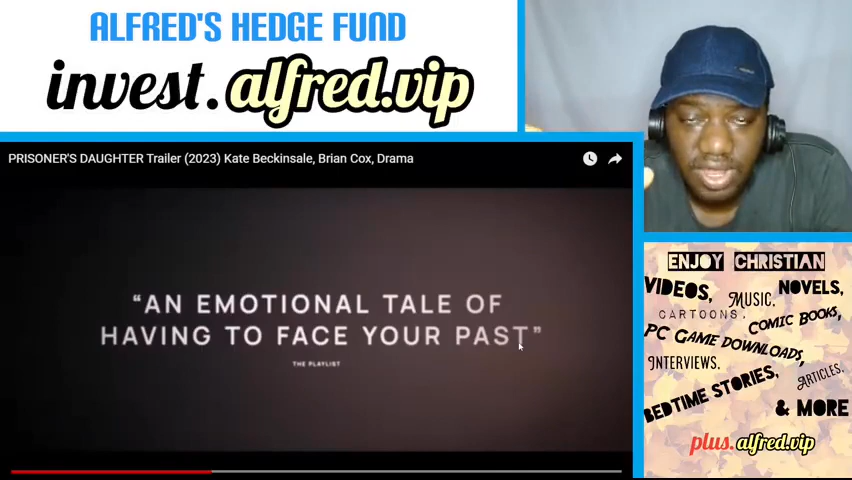 ALFRED'S HEDGE FUND
invest.alfred.vip
PRISONER'S DAUGHTER Trailer (2023) Kate Beckinsale, Brian Cox, Drama
"AN EMOTIONAL TALE OF
HAVING TO FACE YOUR PAST"
THE PLAYLIST
ENJOY CHRISTIAN
VIDEOS, MUSIC. NOVELS,
CARTOONS. COMIC BOOKS,
PC GAME DOWNLOADS,
INTERVIEWS. ARTICLES.
BEDTIME STORIES,
& MORE
plus.alfred.vip